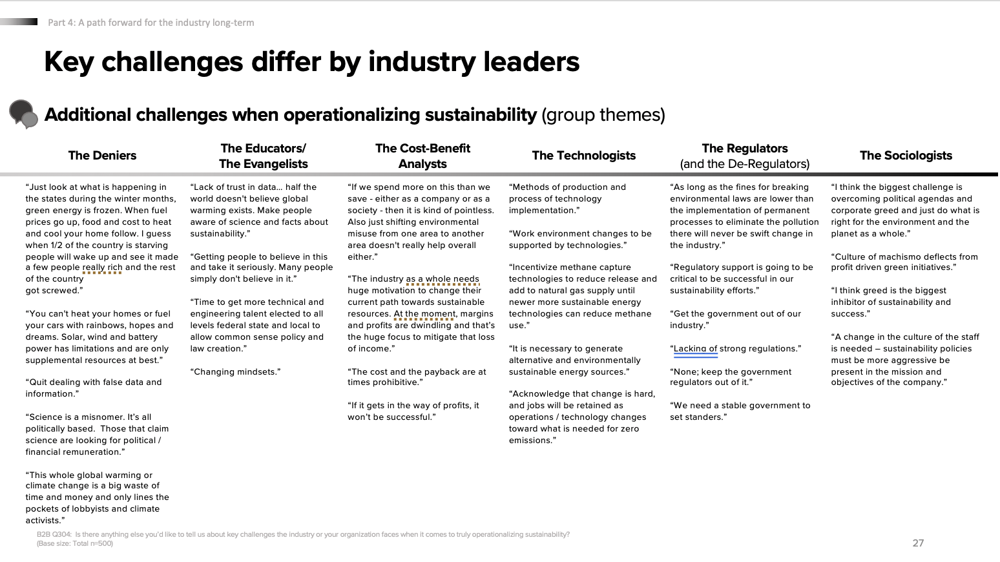 Part 4: A path forward for the industry long-term
Key challenges differ by industry leaders
Additional challenges when operationalizing sustainability (group themes)
The Deniers
The Educators/
The Evangelists
The Cost-Benefit
Analysts
The Technologists
The Regulators
(and the De-Regulators)
The Sociologists
“Just look at what is happening in
the states during the winter months,
green energy is frozen. When fuel
prices go up, food and cost to heat
and cool your home follow. I guess
when 1/2 of the country is starving
people will wake up and see it made
a few people really rich and the rest
of the country
got screwed.”
“You can't heat your homes or fuel
your cars with rainbows, hopes and
dreams. Solar, wind and battery
power has limitations and are only
supplemental resources at best.”
“Quit dealing with false data and
information.”
“Science is a misnomer. It’s all
politically based.  Those that claim
science are looking for political /
financial remuneration.”
“This whole global warming or
climate change is a big waste of
time and money and only lines the
pockets of lobbyists and climate
activists.”
“Lack of trust in data... half the
world doesn't believe global
warming exists. Make people
aware of science and facts about
sustainability.”
“Getting people to believe in this
and take it seriously. Many people
simply don't believe in it.”
“Time to get more technical and
engineering talent elected to all
levels federal state and local to
allow common sense policy and
law creation.”
“Changing mindsets.”
“If we spend more on this than we
save - either as a company or as a
society - then it is kind of pointless.
Also just shifting environmental
misuse from one area to another
area doesn't really help overall
either.”
“The industry as a whole needs
huge motivation to change their
current path towards sustainable
resources. At the moment, margins
and profits are dwindling and that’s
the huge focus to mitigate that loss
of income.”
“The cost and the payback are at
times prohibitive.”
“If it gets in the way of profits, it
won’t be successful.”
“Methods of production and
process of technology
implementation.”
“Work environment changes to be
supported by technologies.”
“Incentivize methane capture
technologies to reduce release and
add to natural gas supply until
newer more sustainable energy
technologies can reduce methane
use.”
“It is necessary to generate
alternative and environmentally
sustainable energy sources.”
“Acknowledge that change is hard,
and jobs will be retained as
operations / technology changes
toward what is needed for zero
emissions.”
“As long as the fines for breaking
environmental laws are lower than
the implementation of permanent
processes to eliminate the pollution
there will never be swift change in
the industry.”
“Regulatory support is going to be
critical to be successful in our
sustainability efforts.”
“Get the government out of our
industry.”
“Lacking of strong regulations.”
“None; keep the government
regulators out of it.”
“We need a stable government to
set standers.”
“I think the biggest challenge is
overcoming political agendas and
corporate greed and just do what is
right for the environment and the
planet as a whole.”
“Culture of machismo deflects from
profit driven green initiatives.”
“I think greed is the biggest
inhibitor of sustainability and
success.”
“A change in the culture of the staff
is needed – sustainability policies
must be more aggressive be
present in the mission and
objectives of the company.”
B2B Q304:  Is there anything else you’d like to tell us about key challenges the industry or your organization faces when it comes to truly operationalizing sustainability?
(Base size: Total n=500)
27